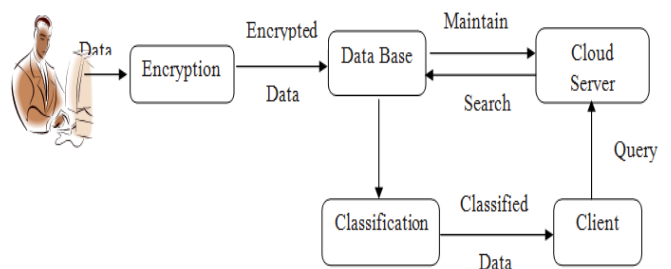 Data
Encryption
Encrypted
Data
Data Base
Maintain
Search
Cloud
Server
Query
Classification
Classified
Data
Client